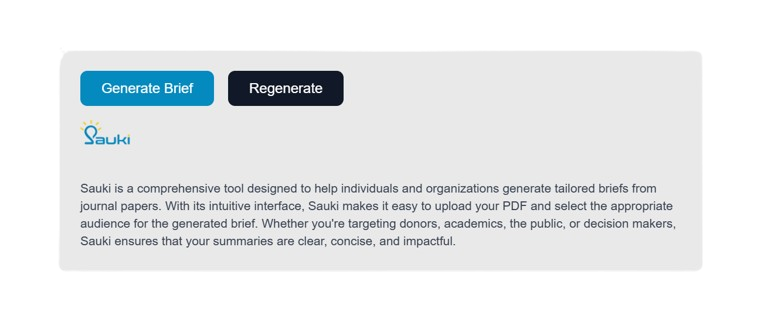 Generate Brief Regenerate
Sauki
Sauki is a comprehensive tool designed to help individuals and organizations generate tailored briefs from
journal papers. With its intuitive interface, Sauki makes it easy to upload your PDF and select the appropriate
audience for the generated brief. Whether you're targeting donors, academics, the public, or decision makers,
Sauki ensures that your summaries are clear, concise, and impactful.